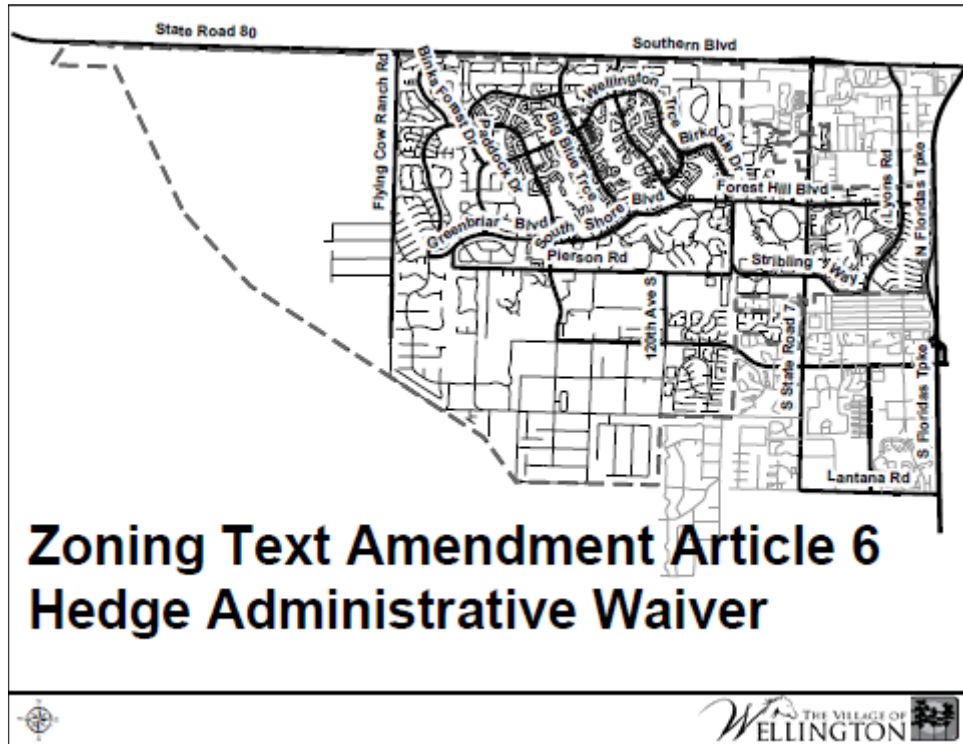 State Road 80
Southern Blvd
Flying Cow Ranch Rd
Binks Forest Dr
Paddock Dr
Big Blue Trce
Wellington Trce
Birkdale Dr
Forest Hill Blvd
Lyons Rd
N Floridas Tpke
Greenbriar Blvd
South Shore Blvd
Pierson Rd
Stribling Way
120th Ave S
S State Road 7
S Floridas Tpke
Lantana Rd
Zoning Text Amendment Article 6
Hedge Administrative Waiver
THE VILLAGE OF
WELLINGTON